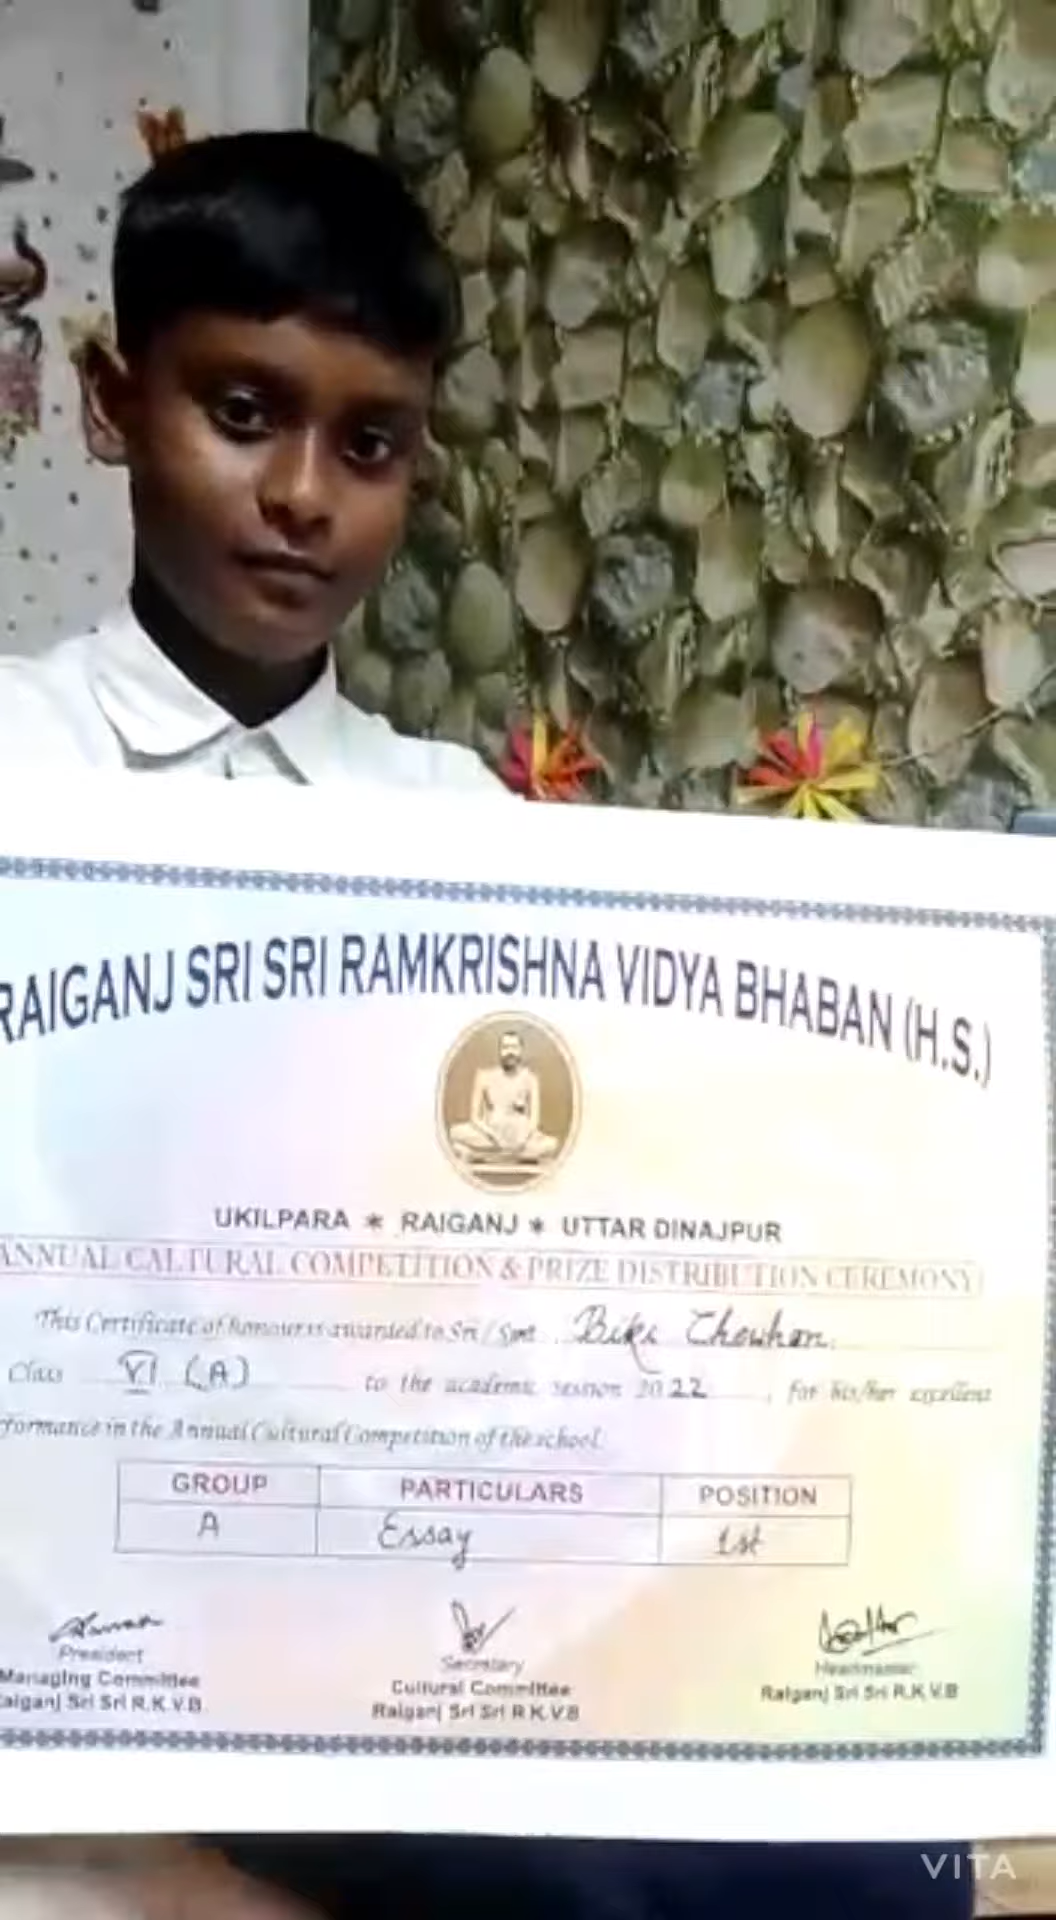 RAIGANJ SRI SRI RAMKRISHNA VIDYA BHABAN (H.S.)
UKILPARA * RAIGANJ * UTTAR DINAJPUR
ANNUAL CALTURAL COMPETITION & PRIZE DISTRIBUTION CEREMONY
This Certificate of honour is awarded to Sri / Smt. Biki Chowhan.
Class VI (A) to the academic session 2022, for his/her excellent
formance in the Annual Cultural Competition of the school.
GROUP PARTICULARS POSITION
A Essay 1st
President Secretary Headmaster
Managing Committee Cultural Committee Raiganj Sri Sri R.K.V.B
aiganj Sri Sri R.K.V.B. Raiganj Sri Sri R.K.V.B
VITA